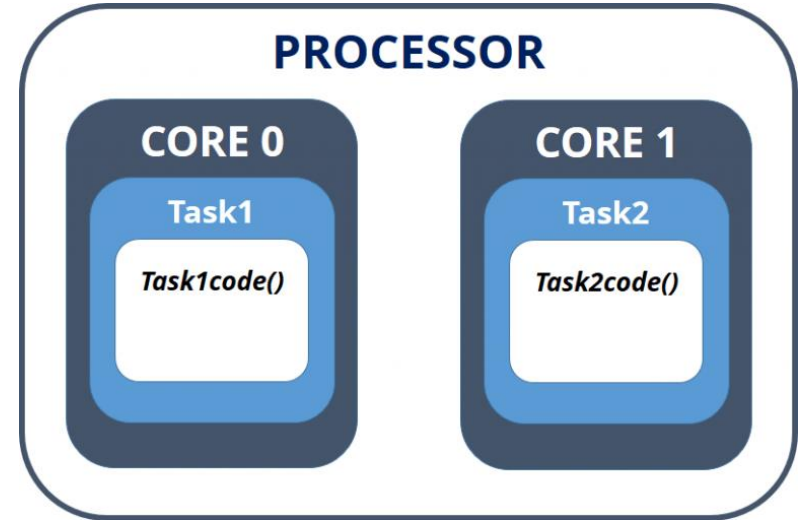 PROCESSOR
CORE 0
Task1
Task1code()
CORE 1
Task2
Task2code()